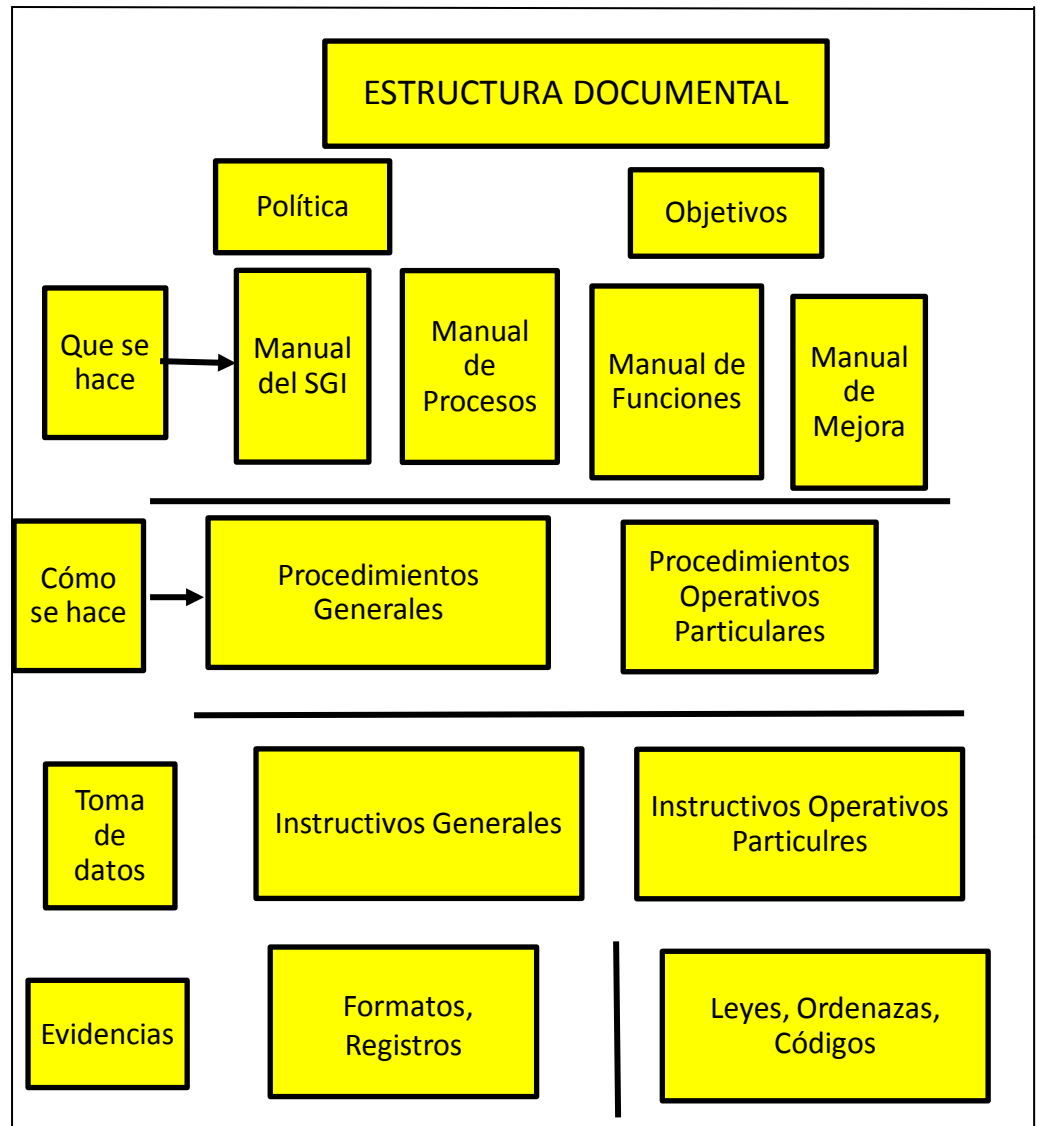 ESTRUCTURA DOCUMENTAL
Política
Objetivos
Que se
hace
Manual
del SGI
Manual
de
Procesos
Manual de
Funciones
Manual
de
Mejora
Cómo
se hace
Procedimientos
Generales
Procedimientos
Operativos
Particulares
Toma
de
datos
Instructivos Generales
Instructivos Operativos
Particulres
Evidencias
Formatos,
Registros
Leyes, Ordenazas,
Códigos